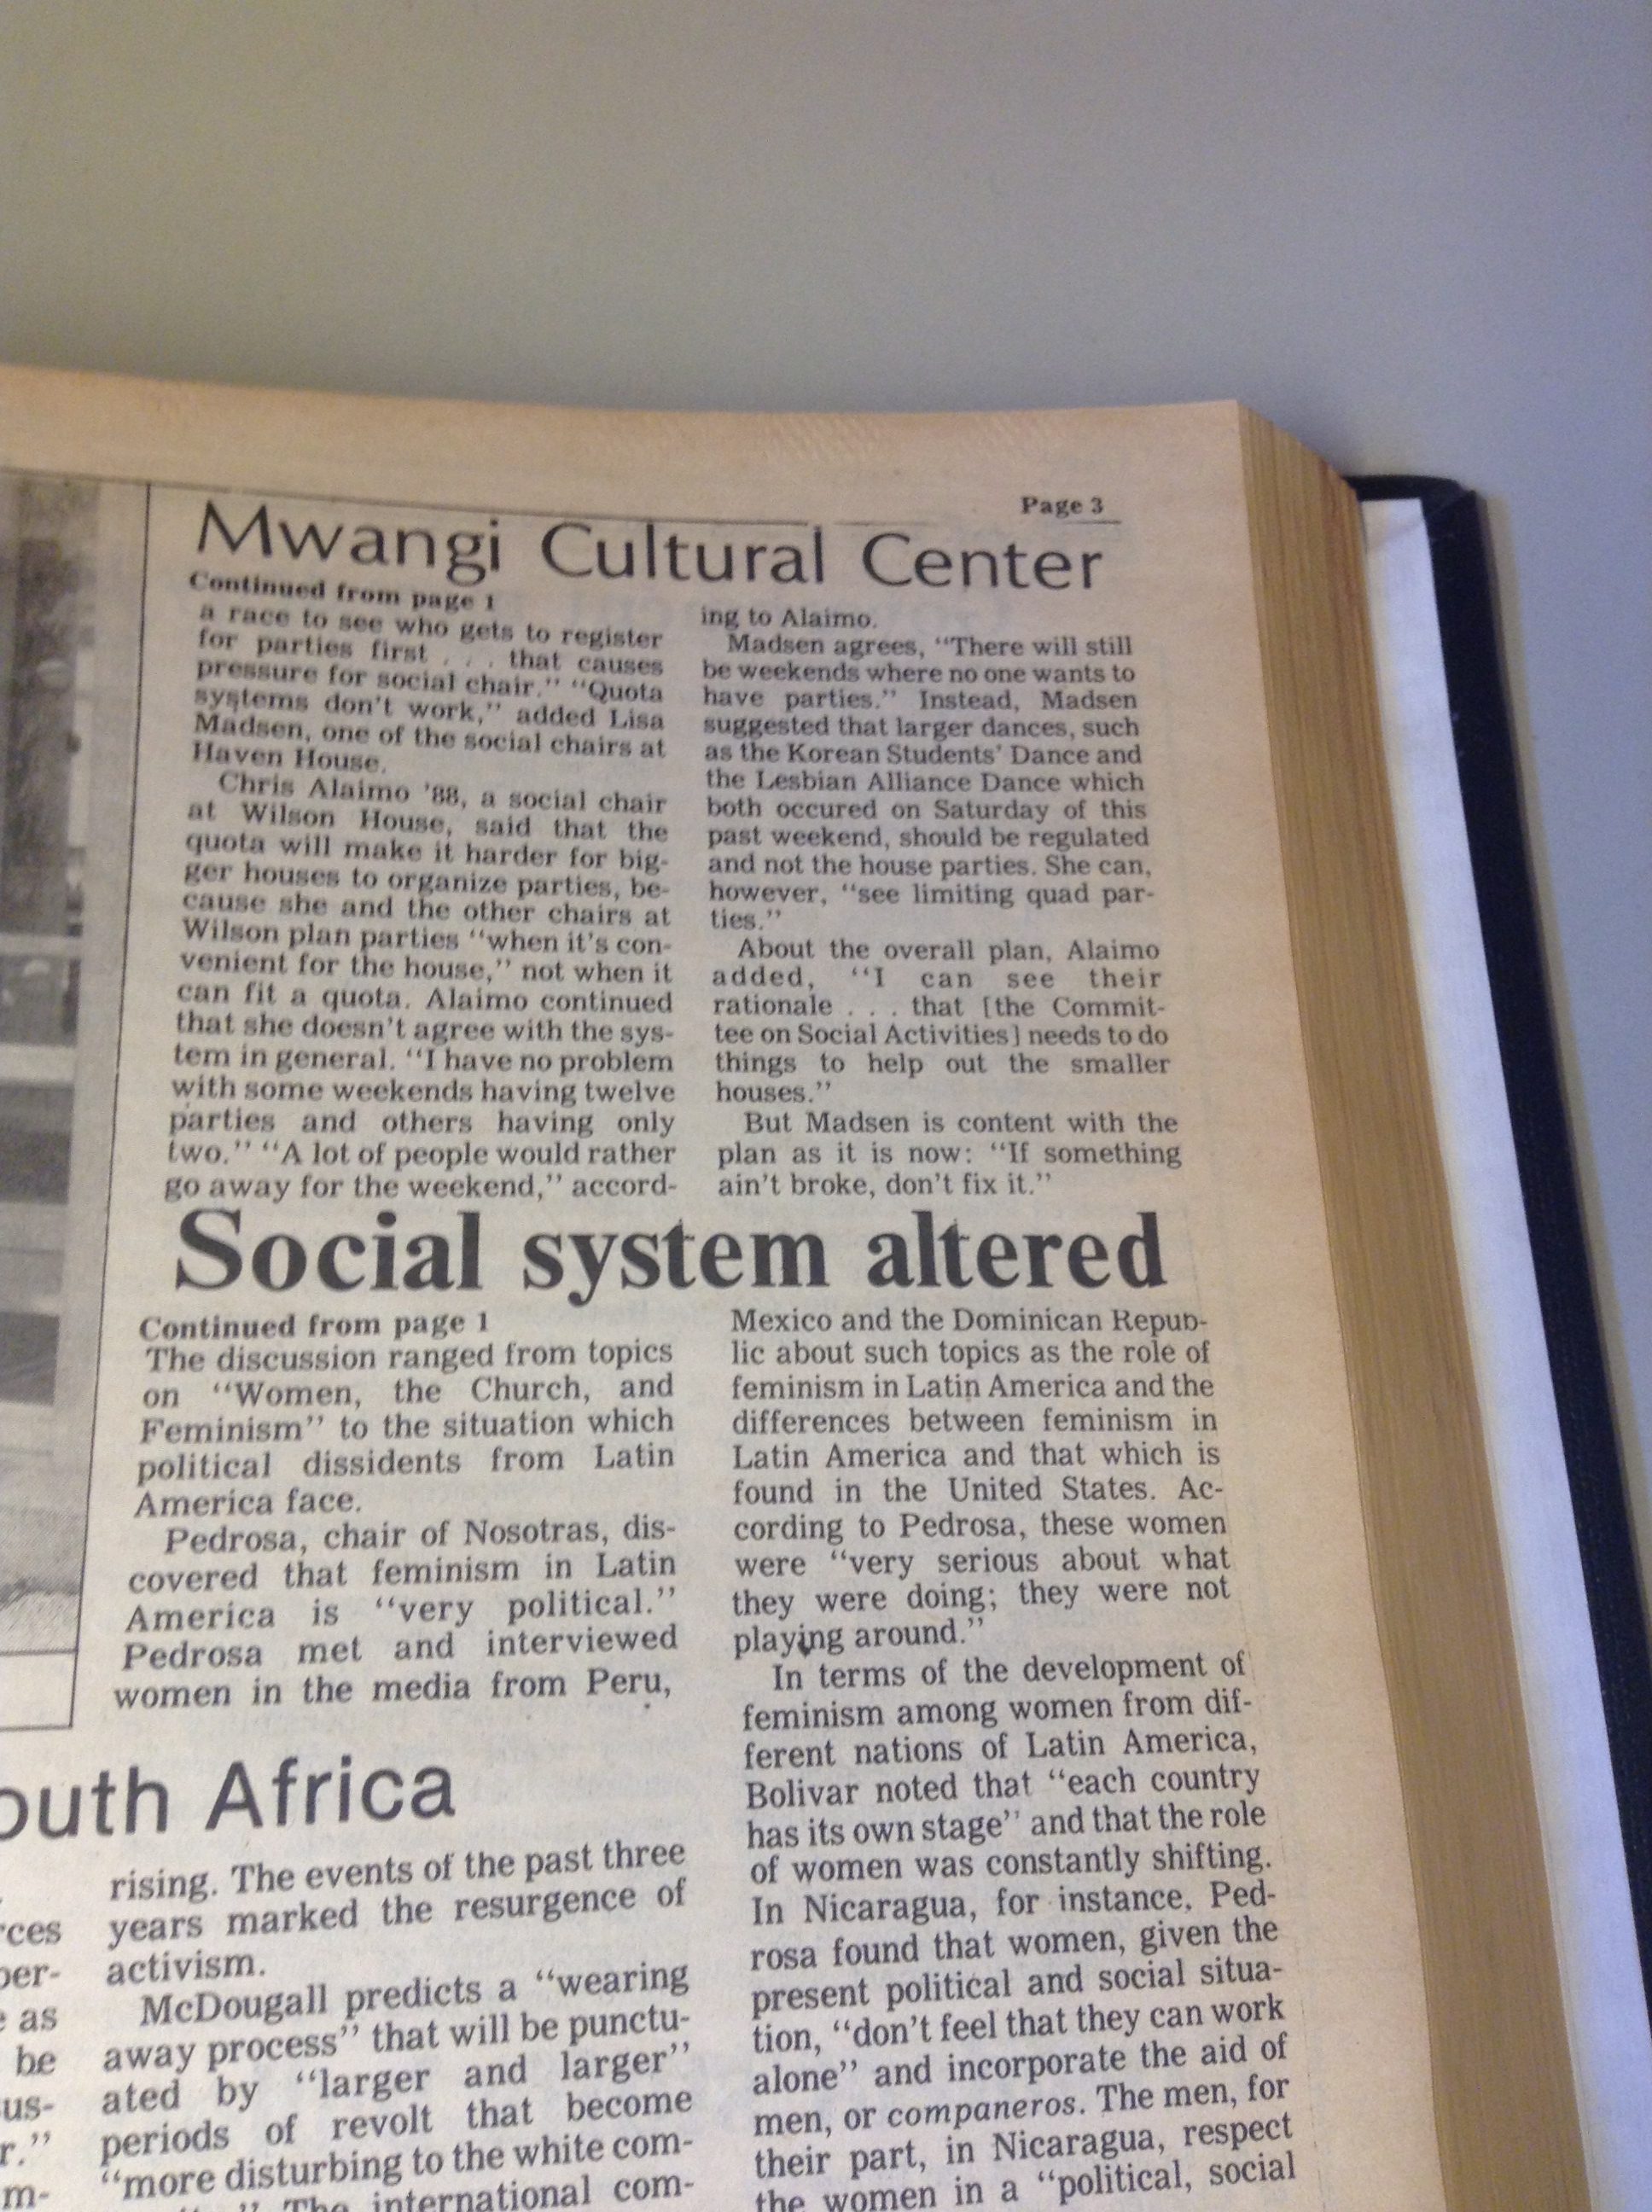 Page 3
Mwangi Cultural Center
Continued from page 1
a race to see who gets to register
for parties first . . . that causes
pressure for social chair.” “Quota
systems don't work,” added Lisa
Madsen, one of the social chairs at
Haven House.
Chris Alaimo '88, a social chair
at Wilson House, said that the
quota will make it harder for big-
ger houses to organize parties, be-
cause she and the other chairs at
Wilson plan parties “when it's con-
venient for the house,” not when it
can fit a quota. Alaimo continued
that she doesn't agree with the sys-
tem in general. “I have no problem
with some weekends having twelve
parties and others having only
two.” “A lot of people would rather
go away for the weekend,” accord-
ing to Alaimo.
Madsen agrees, “There will still
be weekends where no one wants to
have parties.” Instead, Madsen
suggested that larger dances, such
as the Korean Students' Dance and
the Lesbian Alliance Dance which
both occured on Saturday of this
past weekend, should be regulated
and not the house parties. She can,
however, “see limiting quad par-
ties.”
About the overall plan, Alaimo
added, “I can see their
rationale . . . that [the Commit-
tee on Social Activities] needs to do
things to help out the smaller
houses.”
But Madsen is content with the
plan as it is now: “If something
ain't broke, don't fix it.”
Social system altered
Continued from page 1
The discussion ranged from topics
on “Women, the Church, and
Feminism” to the situation which
political dissidents from Latin
America face.
Pedrosa, chair of Nosotras, dis-
covered that feminism in Latin
America is “very political.”
Pedrosa met and interviewed
women in the media from Peru,
Mexico and the Dominican Repub-
lic about such topics as the role of
feminism in Latin America and the
differences between feminism in
Latin America and that which is
found in the United States. Ac-
cording to Pedrosa, these women
were “very serious about what
they were doing; they were not
playing around.”
In terms of the development of
feminism among women from dif-
ferent nations of Latin America,
Bolivar noted that “each country
has its own stage” and that the role
of women was constantly shifting.
In Nicaragua, for instance, Ped-
rosa found that women, given the
present political and social situa-
tion, “don't feel that they can work
alone” and incorporate the aid of
men, or companeros. The men, for
their part, in Nicaragua, respect
the women in a “political, social
outh Africa
rces
per-
e as
be
us-
r.”
m-
rising. The events of the past three
years marked the resurgence of
activism.
McDougall predicts a “wearing
away process” that will be punctu-
ated by “larger and larger”
periods of revolt that become
“more disturbing to the white com-
The international com-